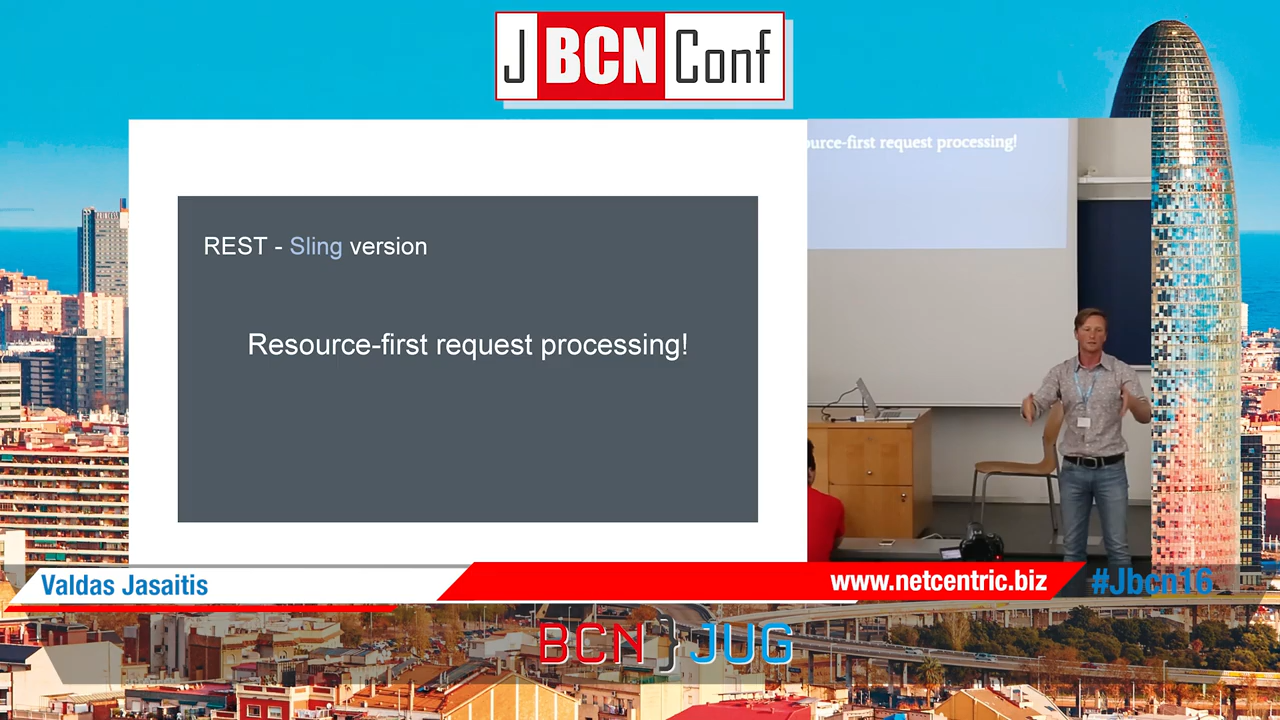 J BCN Conf
REST - Sling version
Resource-first request processing!
urce-first request processing!
Valdas Jasaitis
www.netcentric.biz
#Jbcn16
BCN JUG